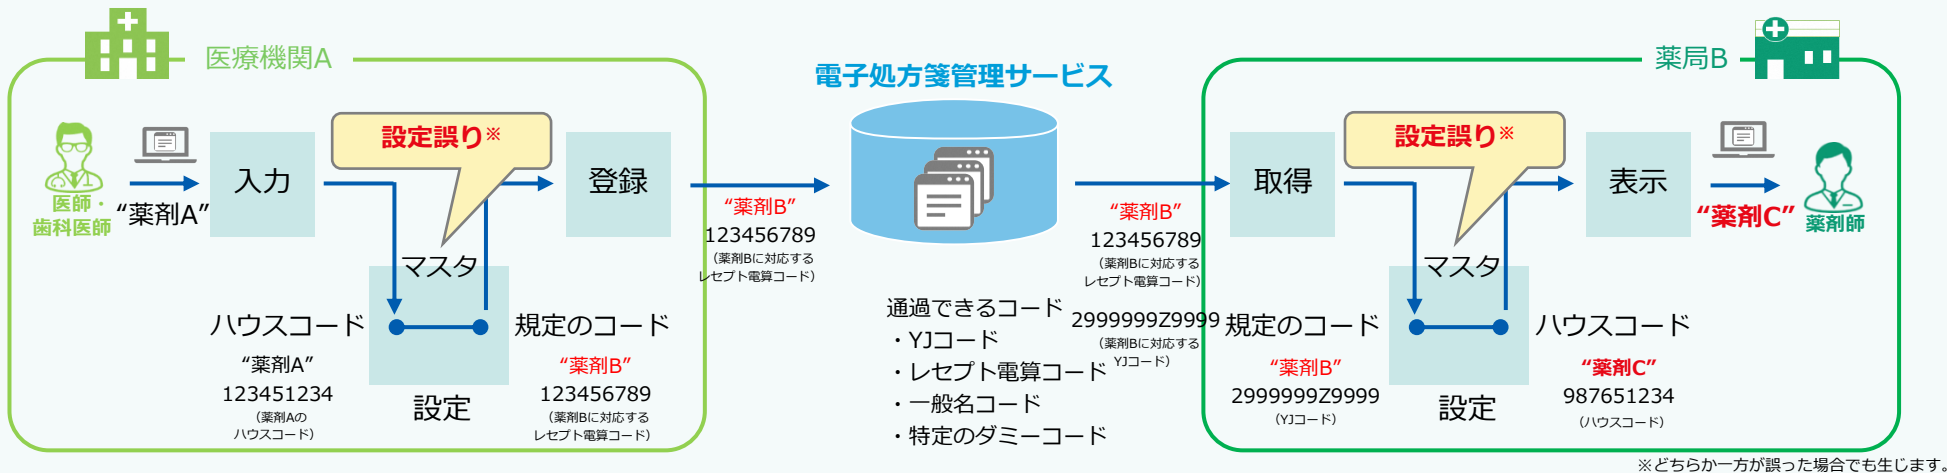 医療機関A
医師・
歯科医師
“薬剤A”
入力
設定誤り※
登録
マスタ
ハウスコード
“薬剤A”
123451234
（薬剤Aの
ハウスコード）
設定
規定のコード
“薬剤B”
123456789
（薬剤Bに対応する
レセプト電算コード）
“薬剤B”
123456789
（薬剤Bに対応する
レセプト電算コード）
電子処方箋管理サービス
通過できるコード
・YJコード
・レセプト電算コード
・一般名コード
・特定のダミーコード
“薬剤B”
123456789
（薬剤Bに対応する
レセプト電算コード）
2999999Z9999
（薬剤Bに対応する
YJコード）
薬局B
取得
設定誤り※
表示
“薬剤C”
薬剤師
マスタ
規定のコード
“薬剤B”
2999999Z9999
（YJコード）
設定
ハウスコード
“薬剤C”
987651234
（ハウスコード）
※どちらか一方が誤った場合でも生じます。